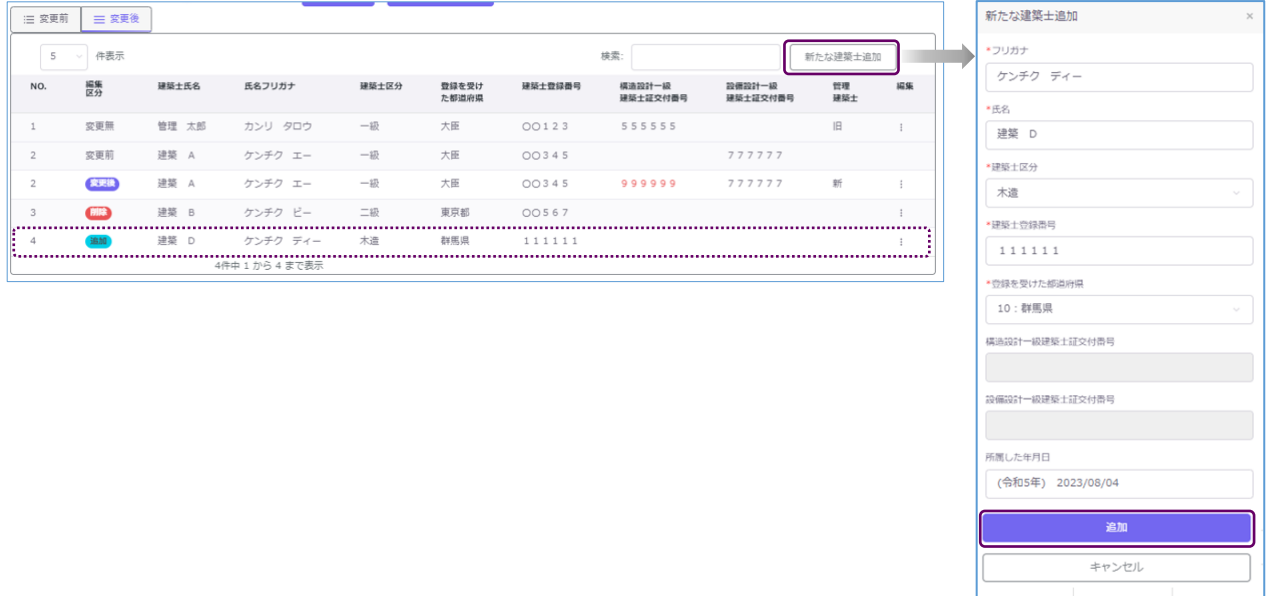 変更前 変更後
5 件表示 検索: 新たな建築士追加
NO. 編集区分 建築士氏名 氏名フリガナ 建築士区分 登録を受けた都道府県 建築士登録番号 構造設計一級建築士証交付番号 設備設計一級建築士証交付番号 管理建築士 編集
1 変更無 管理 太郎 カンリ タロウ 一級 大臣 〇〇123 555555 旧
2 変更前 建築 A ケンチク エー 一級 大臣 〇〇345 777777
2 変更後 建築 A ケンチク エー 一級 大臣 〇〇345 999999 777777 新
3 削除 建築 B ケンチク ビー 二級 東京都 〇〇567
4 追加 建築 D ケンチク ディー 木造 群馬県 111111
4件中 1 から 4 まで表示
新たな建築士追加 ×
*フリガナ
ケンチク ディー
*氏名
建築 D
*建築士区分
木造
*建築士登録番号
111111
*登録を受けた都道府県
10:群馬県
構造設計一級建築士証交付番号
設備設計一級建築士証交付番号
所属した年月日
(令和5年) 2023/08/04
追加
キャンセル